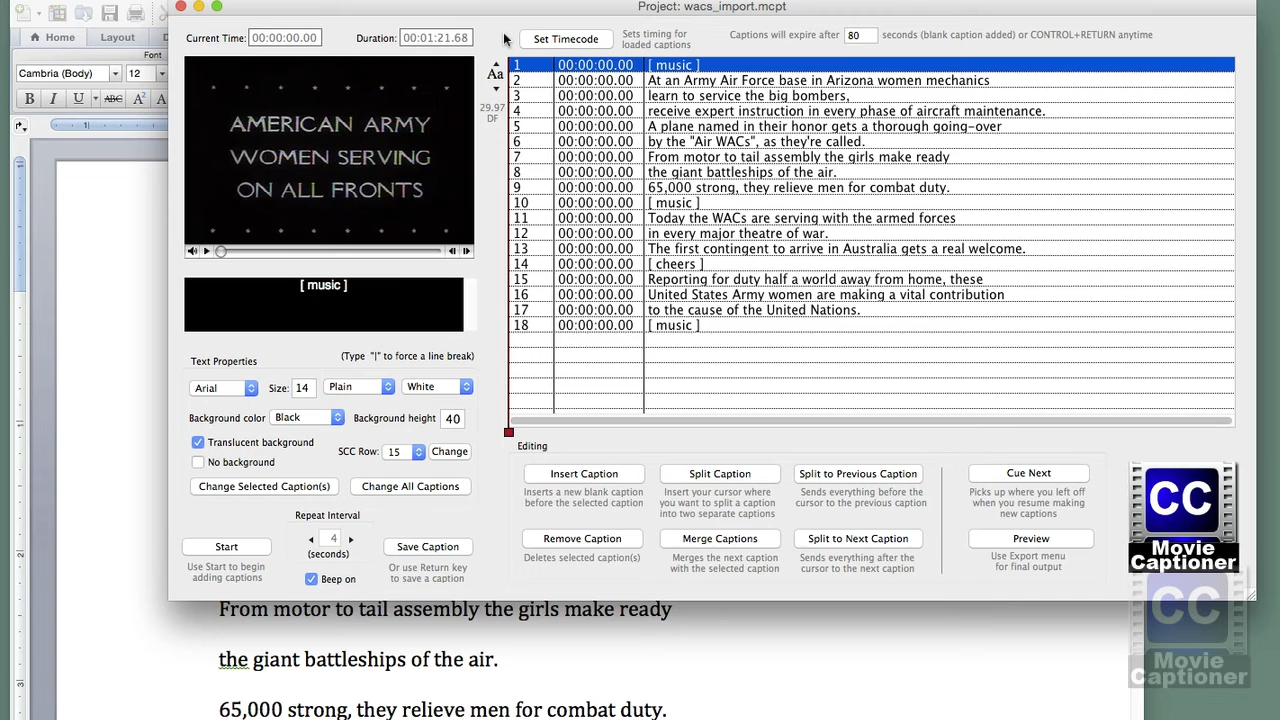 Project: wacs_import.mcpt
Home Layout
Font
Cambria (Body) 12
B I U ABC A² A
Current Time: 00:00:00.00 Duration: 00:01:21.68
Set Timecode
Sets timing for
loaded captions
Captions will expire after 80 seconds (blank caption added) or CONTROL+RETURN anytime
AMERICAN ARMY
WOMEN SERVING
ON ALL FRONTS
Aa
29.97
DF
1 00:00:00.00 [ music ]
2 00:00:00.00 At an Army Air Force base in Arizona women mechanics
3 00:00:00.00 learn to service the big bombers,
4 00:00:00.00 receive expert instruction in every phase of aircraft maintenance.
5 00:00:00.00 A plane named in their honor gets a thorough going-over
6 00:00:00.00 by the "Air WACs", as they're called.
7 00:00:00.00 From motor to tail assembly the girls make ready
8 00:00:00.00 the giant battleships of the air.
9 00:00:00.00 65,000 strong, they relieve men for combat duty.
10 00:00:00.00 [ music ]
11 00:00:00.00 Today the WACs are serving with the armed forces
12 00:00:00.00 in every major theatre of war.
13 00:00:00.00 The first contingent to arrive in Australia gets a real welcome.
14 00:00:00.00 [ cheers ]
15 00:00:00.00 Reporting for duty half a world away from home, these
16 00:00:00.00 United States Army women are making a vital contribution
17 00:00:00.00 to the cause of the United Nations.
18 00:00:00.00 [ music ]
[ music ]
Text Properties
(Type "|" to force a line break)
Arial Size: 14 Plain White
Background color Black Background height 40
Translucent background
No background
SCC Row: 15 Change
Change Selected Caption(s) Change All Captions
Repeat Interval
4
(seconds)
Start
Use Start to begin
adding captions
Beep on
Save Caption
Or use Return key
to save a caption
Editing
Insert Caption
Inserts a new blank caption
before the selected caption
Split Caption
Insert your cursor where
you want to split a caption
into two separate captions
Split to Previous Caption
Sends everything before the
cursor to the previous caption
Cue Next
Picks up where you left off
when you resume making
new captions
Remove Caption
Deletes selected caption(s)
Merge Captions
Merges the next caption
with the selected caption
Split to Next Caption
Sends everything after the
cursor to the next caption
Preview
Use Export menu
for final output
CC
Movie
Captioner
CC
Movie
Captioner
From motor to tail assembly the girls make ready
the giant battleships of the air.
65,000 strong, they relieve men for combat duty.